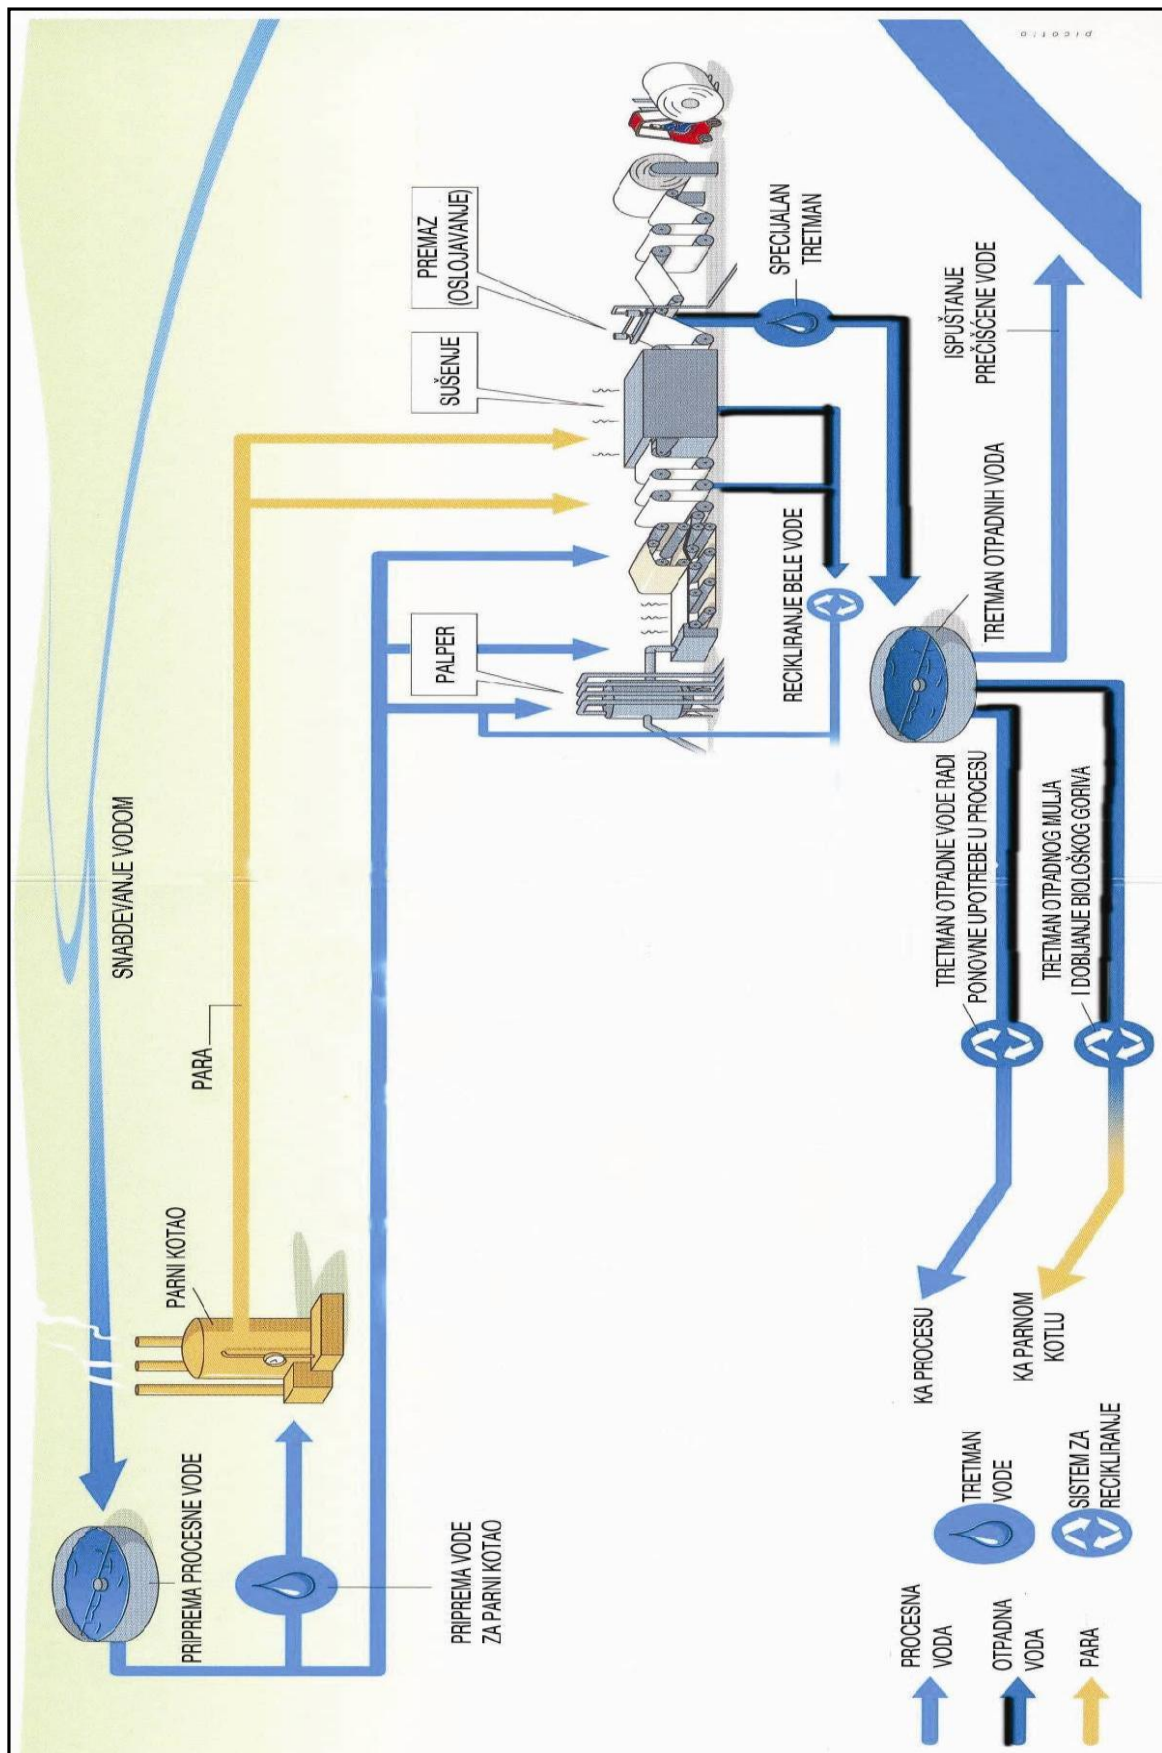 SNABDEVANJE VODOM
PARA
PARNI KOTAO
PRIPREMA PROCESNE VODE
PRIPREMA VODE
ZA PARNI KOTAO
PALPER
SUŠENJE
PREMAZ
(OSLOJAVANJE)
SPECIJALAN
TRETMAN
RECIKLIRANJE BELE VODE
ISPUŠTANJE
PREČIŠĆENE VODE
TRETMAN OTPADNIH VODA
TRETMAN OTPADNE VODE RADI
PONOVNE UPOTREBE U PROCESU
TRETMAN OTPADNOG MULJA
I DOBIJANJE BIOLOŠKOG GORIVA
KA PROCESU
KA PARNOM
KOTLU
PROCESNA
VODA
OTPADNA
VODA
PARA
TRETMAN
VODE
SISTEM ZA
RECIKLIRANJE